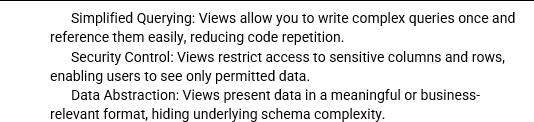 Simplified Querying: Views allow you to write complex queries once and
reference them easily, reducing code repetition.
Security Control: Views restrict access to sensitive columns and rows,
enabling users to see only permitted data.
Data Abstraction: Views present data in a meaningful or business-
relevant format, hiding underlying schema complexity.